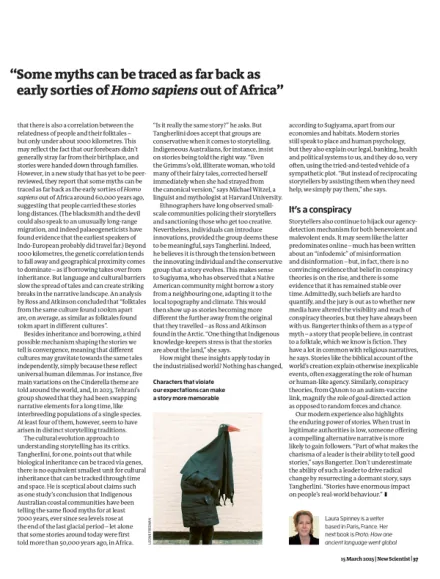 “Some myths can be traced as far back as
early sorties of Homo sapiens out of Africa”
that there is also a correlation between the
relatedness of people and their folktales –
but only under about 1000 kilometres. This
may reflect the fact that our forebears didn’t
generally stray far from their birthplace, and
stories were handed down through families.
However, in a new study that has yet to be peer-
reviewed, they report that some myths can be
traced as far back as the early sorties of Homo
sapiens out of Africa around 60,000 years ago,
suggesting that people carried these stories
long distances. (The blacksmith and the devil
could also speak to an unusually long-range
migration, and indeed palaeogeneticists have
found evidence that the earliest speakers of
Indo-European probably did travel far.) Beyond
1000 kilometres, the genetic correlation tends
to fall away and geographical proximity comes
to dominate – as if borrowing takes over from
inheritance. But language and cultural barriers
slow the spread of tales and can create striking
breaks in the narrative landscape. An analysis
by Ross and Atkinson concluded that “folktales
from the same culture found 100km apart
are, on average, as similar as folktales found
10km apart in different cultures”.
Besides inheritance and borrowing, a third
possible mechanism shaping the stories we
tell is convergence, meaning that different
cultures may gravitate towards the same tales
independently, simply because these reflect
universal human dilemmas. For instance, five
main variations on the Cinderella theme are
told around the world, and, in 2023, Tehrani’s
group showed that they had been swapping
narrative elements for a long time, like
interbreeding populations of a single species.
At least four of them, however, seem to have
arisen in distinct storytelling traditions.
The cultural evolution approach to
understanding storytelling has its critics.
Tangherlini, for one, points out that while
biological inheritance can be traced via genes,
there is no equivalent smallest unit for cultural
inheritance that can be tracked through time
and space. He is sceptical about claims such
as one study’s conclusion that Indigenous
Australian coastal communities have been
telling the same flood myths for at least
7000 years, ever since sea levels rose at
the end of the last glacial period – let alone
that some stories around today were first
told more than 50,000 years ago, in Africa.
“Is it really the same story?” he asks. But
Tangherlini does accept that groups are
conservative when it comes to storytelling.
Indigenous Australians, for instance, insist
on stories being told the right way. “Even
the Grimms’s old, illiterate woman, who told
many of their fairy tales, corrected herself
immediately when she had strayed from
the canonical version,” says Michael Witzel, a
linguist and mythologist at Harvard University.
Ethnographers have long observed small-
scale communities policing their storytellers
and sanctioning those who get too creative.
Nevertheless, individuals can introduce
innovations, provided the group deems these
to be meaningful, says Tangherlini. Indeed,
he believes it is through the tension between
the innovating individual and the conservative
group that a story evolves. This makes sense
to Sugiyama, who has observed that a Native
American community might borrow a story
from a neighbouring one, adapting it to the
local topography and climate. This would
then show up as stories becoming more
different the further away from the original
that they travelled – as Ross and Atkinson
found in the Arctic. “One thing that Indigenous
knowledge-keepers stress is that the stories
are about the land,” she says.
How might these insights apply today in
the industrialised world? Nothing has changed,
Characters that violate
our expectations can make
a story more memorable
according to Sugiyama, apart from our
economies and habitats. Modern stories
still speak to place and human psychology,
but they also explain our legal, banking, health
and political systems to us, and they do so, very
often, using the tried-and-tested vehicle of a
sympathetic plot. “But instead of reciprocating
storytellers by assisting them when they need
help, we simply pay them,” she says.
It’s a conspiracy
Storytellers also continue to hijack our agency-
detection mechanism for both benevolent and
malevolent ends. It may seem like the latter
predominates online – much has been written
about an “infodemic” of misinformation
and disinformation – but, in fact, there is no
convincing evidence that belief in conspiracy
theories is on the rise, and there is some
evidence that it has remained stable over
time. Admittedly, such beliefs are hard to
quantify, and the jury is out as to whether new
media have altered the visibility and reach of
conspiracy theories, but they have always been
with us. Bangerter thinks of them as a type of
myth – a story that people believe, in contrast
to a folktale, which we know is fiction. They
have a lot in common with religious narratives,
he says. Stories like the biblical account of the
world’s creation explain otherwise inexplicable
events, often exaggerating the role of human
or human-like agency. Similarly, conspiracy
theories, from QAnon to an autism-vaccine
link, magnify the role of goal-directed action
as opposed to random forces and chance.
Our modern experience also highlights
the enduring power of stories. When trust in
legitimate authorities is low, someone offering
a compelling alternative narrative is more
likely to gain followers. “Part of what makes the
charisma of a leader is their ability to tell good
stories,” says Bangerter. Don’t underestimate
the ability of such a leader to drive radical
change by resurrecting a dormant story, says
Tangherlini. “Stories have enormous impact
on people’s real-world behaviour.”
Laura Spinney is a writer
based in Paris, France. Her
next book is Proto: How one
ancient language went global
15 March 2025 | New Scientist | 37